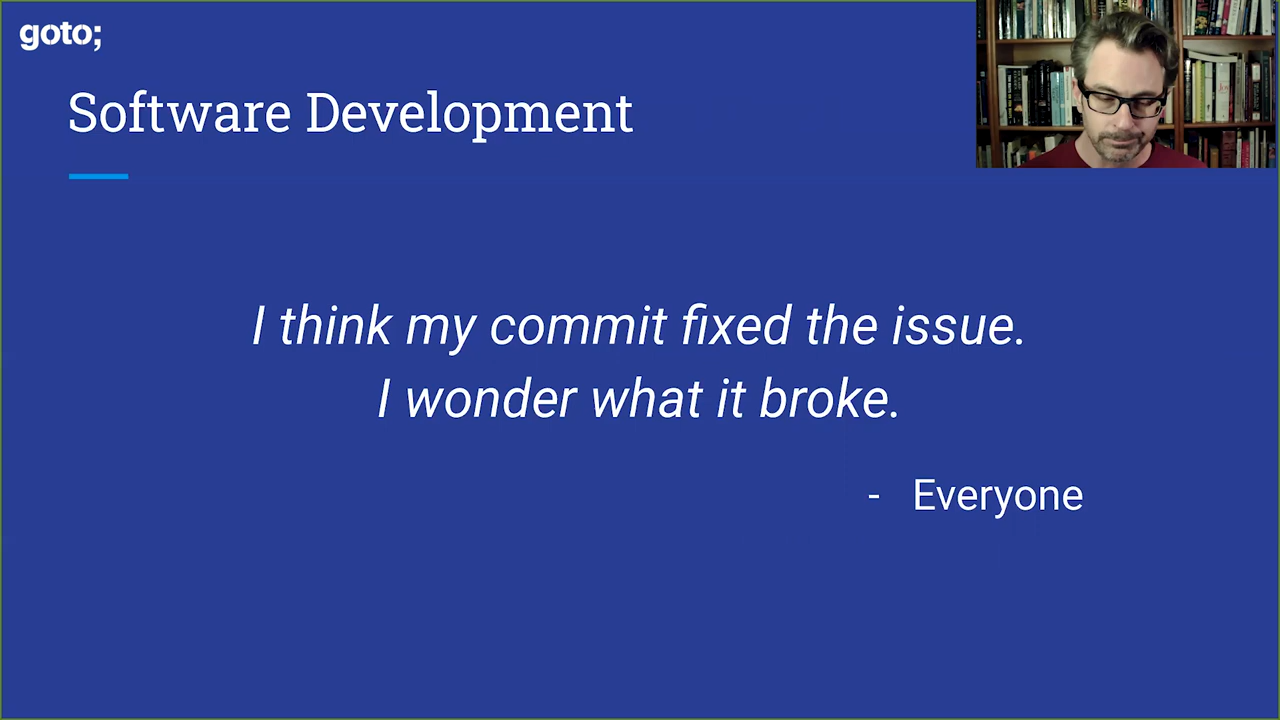 goto;
Software Development
I think my commit fixed the issue.
I wonder what it broke.
- Everyone